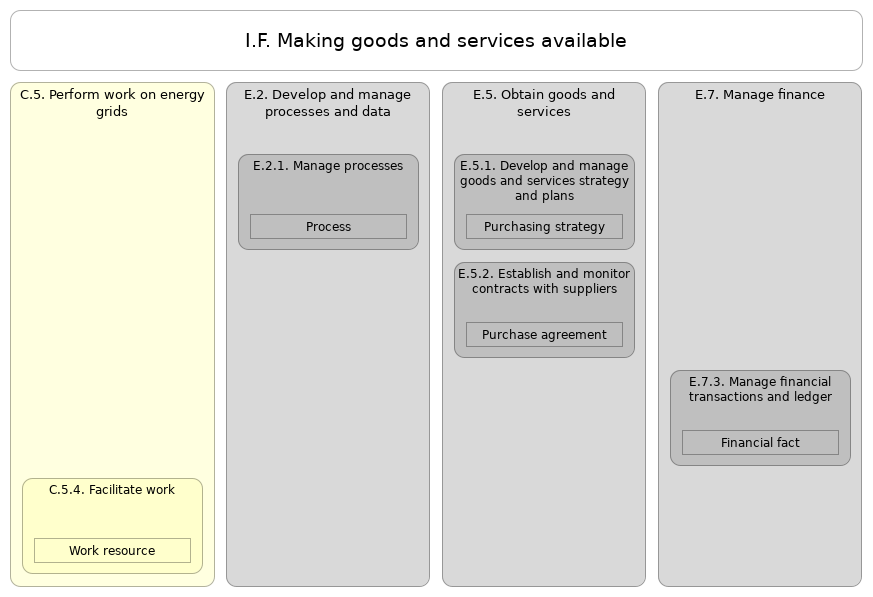 I.F. Making goods and services available
C.5. Perform work on energy
grids
C.5.4. Facilitate work
Work resource
E.2. Develop and manage
processes and data
E.2.1. Manage processes
Process
E.5. Obtain goods and
services
E.5.1. Develop and manage
goods and services strategy
and plans
Purchasing strategy
E.5.2. Establish and monitor
contracts with suppliers
Purchase agreement
E.7. Manage finance
E.7.3. Manage financial
transactions and ledger
Financial fact